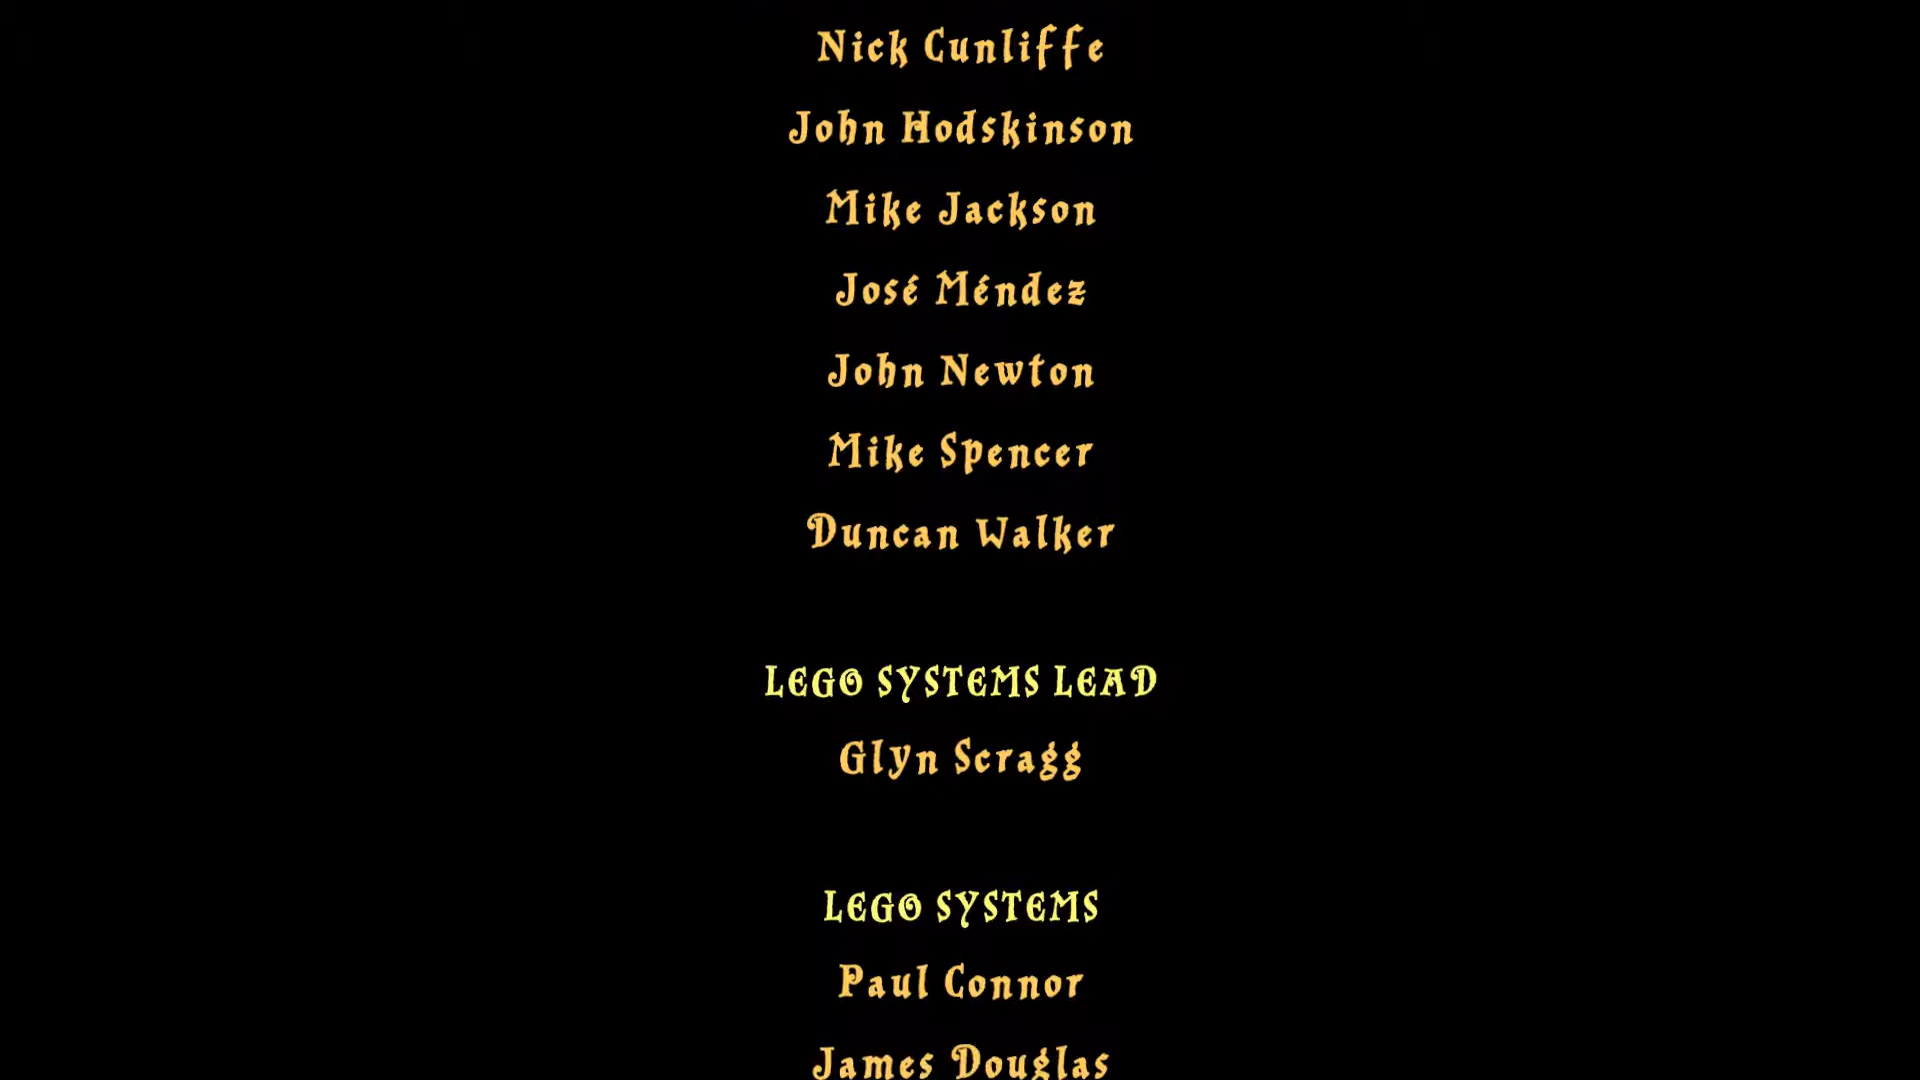 Nick Cunliffe
John Hodskinson
Mike Jackson
José Méndez
John Newton
Mike Spencer
Duncan Walker
LEGO SYSTEMS LEAD
Glyn Scragg
LEGO SYSTEMS
Paul Connor
James Douglas